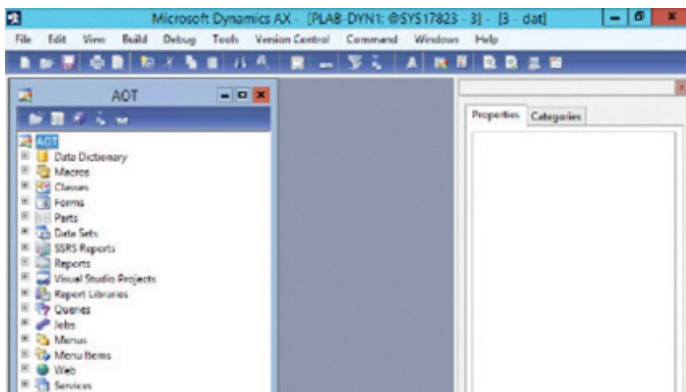 Microsoft Dynamics AX - [PLAB-DYN1: @SYS17823 - 3] - [3 - dat]
File Edit View Build Debug Tools Version Control Command Windows Help
AOT
Properties Categories
AOT
Data Dictionary
Macros
Classes
Forms
Parts
Data Sets
SSRS Reports
Reports
Visual Studio Projects
Report Libraries
Queries
Jobs
Menus
Menu Items
Web
Services